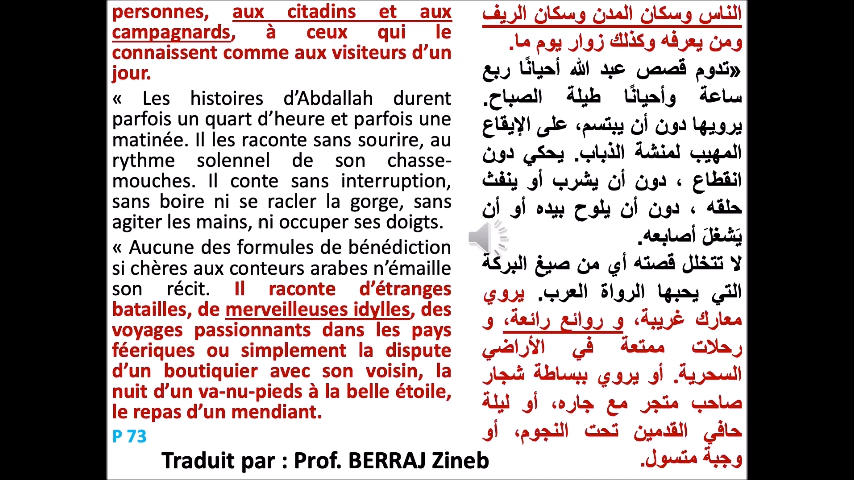 personnes, aux citadins et aux
campagnards, à ceux qui le
connaissent comme aux visiteurs d'un
jour.
« Les histoires d'Abdallah durent
parfois un quart d'heure et parfois une
matinée. Il les raconte sans sourire, au
rythme solennel de son chasse-
mouches. Il conte sans interruption,
sans boire ni se racler la gorge, sans
agiter les mains, ni occuper ses doigts.
« Aucune des formules de bénédiction
si chères aux conteurs arabes n'émaille
son récit. Il raconte d'étranges
batailles, de merveilleuses idylles, des
voyages passionnants dans les pays
féeriques ou simplement la dispute
d'un boutiquier avec son voisin, la
nuit d'un va-nu-pieds à la belle étoile,
le repas d'un mendiant.
P 73
الناس وسكان المدن وسكان الريف
ومن يعرفه وكذلك زوار يوم ما.
«تدوم قصص عبد الله أحيانًا ربع
ساعة وأحيانًا طيلة الصباح.
يرويها دون أن يبتسم، على الإيقاع
المهيب لمنشة الذباب. يحكي دون
انقطاع ، دون أن يشرب أو ينفث
حلقه ، دون أن يلوح بيده أو أن
يَشغلَ أصابعه.
لا تتخلل قصته أي من صيغ البركة
التي يحبها الرواة العرب. يروي
معارك غريبة، و روائع رائعة، و
رحلات ممتعة في الأراضي
السحرية. أو يروي ببساطة شجار
صاحب متجر مع جاره، أو ليلة
حافي القدمين تحت النجوم، أو
وجبة متسول.
Traduit par : Prof. BERRAJ Zineb